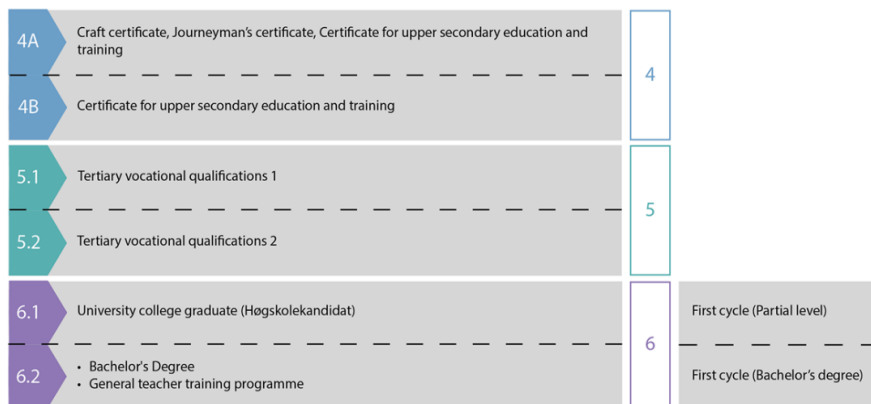 4A
Craft certificate, Journeyman's certificate, Certificate for upper secondary education and
training
4B
Certificate for upper secondary education and training
4
5.1
Tertiary vocational qualifications 1
5.2
Tertiary vocational qualifications 2
5
6.1
University college graduate (Høgskolekandidat)
6.2
• Bachelor's Degree
• General teacher training programme
6
First cycle (Partial level)
First cycle (Bachelor's degree)